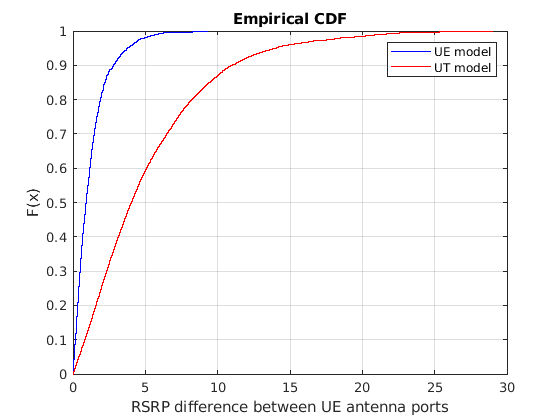 Empirical CDF
1
0.9
0.8
0.7
0.6
0.5
0.4
0.3
0.2
0.1
0
F(x)
UE model
UT model
0 5 10 15 20 25 30
RSRP difference between UE antenna ports